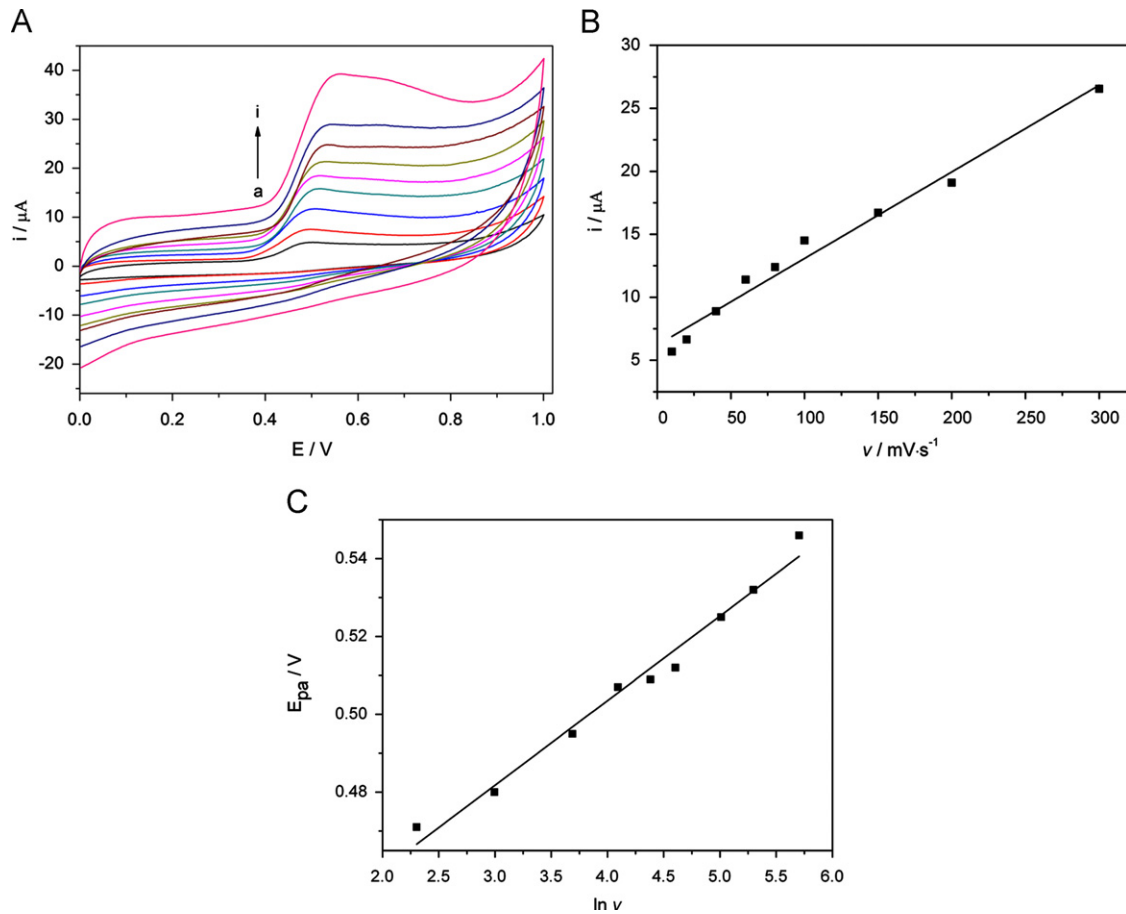 A
40
30
20
10
0
-10
-20
i / µA
i
a
0.0 0.2 0.4 0.6 0.8 1.0
E / V
B
30
25
20
15
10
5
i / µA
0 50 100 150 200 250 300
v / mV·s⁻¹
C
0.54
0.52
0.50
0.48
Epa / V
2.0 2.5 3.0 3.5 4.0 4.5 5.0 5.5 6.0
ln v